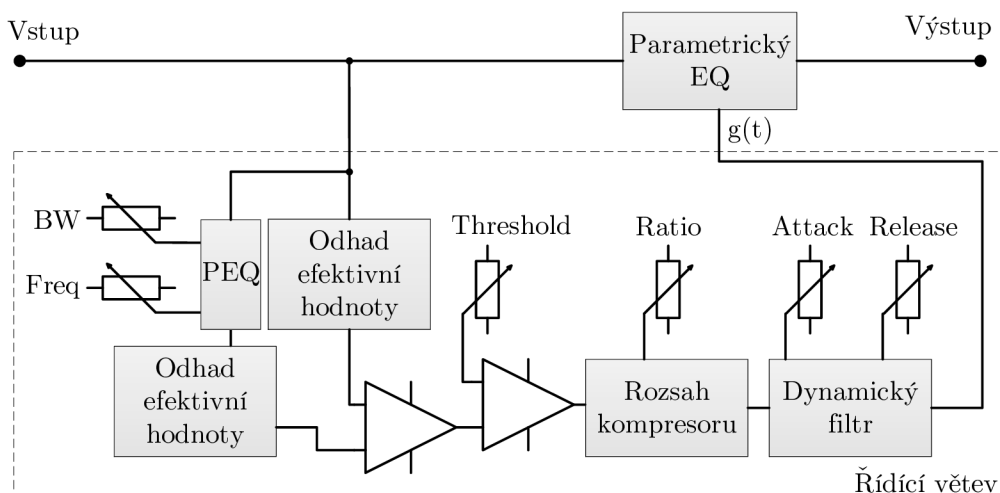 Vstup
Výstup
Parametrický
EQ
g(t)
BW
Freq
PEQ
Odhad
efektivní
hodnoty
Threshold
Ratio
Attack
Release
Odhad
efektivní
hodnoty
Rozsah
kompresoru
Dynamický
filtr
Řídící větev